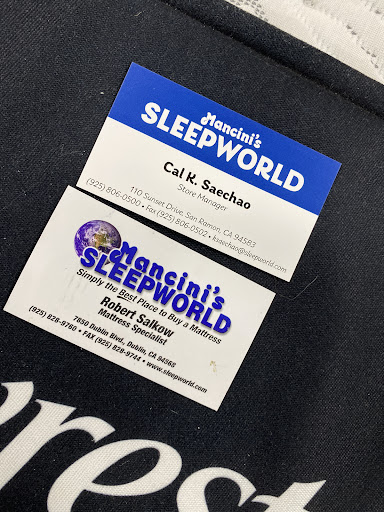 Mancini's
SLEEPWORLD
Cal K. Saechao
Store Manager
110 Sunset Drive, San Ramon, CA 94583
(925) 806-0500 • Fax (925) 806-0502 • ksaechao@sleepworld.com
Mancini's
SLEEPWORLD
Simply the Best Place to Buy a Mattress
Robert Salkow
Mattress Specialist
7850 Dublin Blvd., Dublin, CA 94568
(925) 828-9760 • FAX (925) 828-9744 • www.sleepworld.com
rest